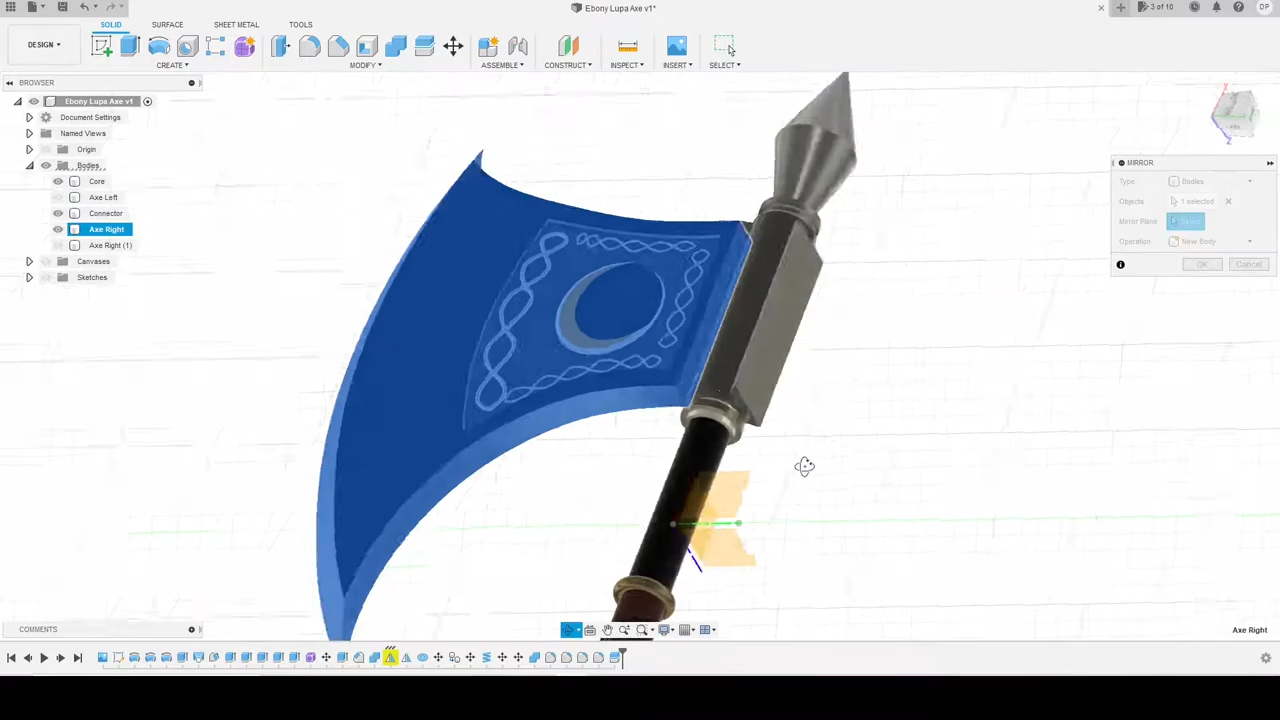 Ebony Lupa Axe v1*
3 of 10
DP
SOLID SURFACE SHEET METAL TOOLS
DESIGN
CREATE MODIFY ASSEMBLE CONSTRUCT INSPECT INSERT SELECT
BROWSER
Ebony Lupa Axe v1
Document Settings
Named Views
Origin
Bodies
Core
Axe Left
Connector
Axe Right
Axe Right (1)
Canvases
Sketches
MIRROR
Type Bodies
Objects 1 selected
Mirror Plane
Operation New Body
OK Cancel
COMMENTS
Axe Right